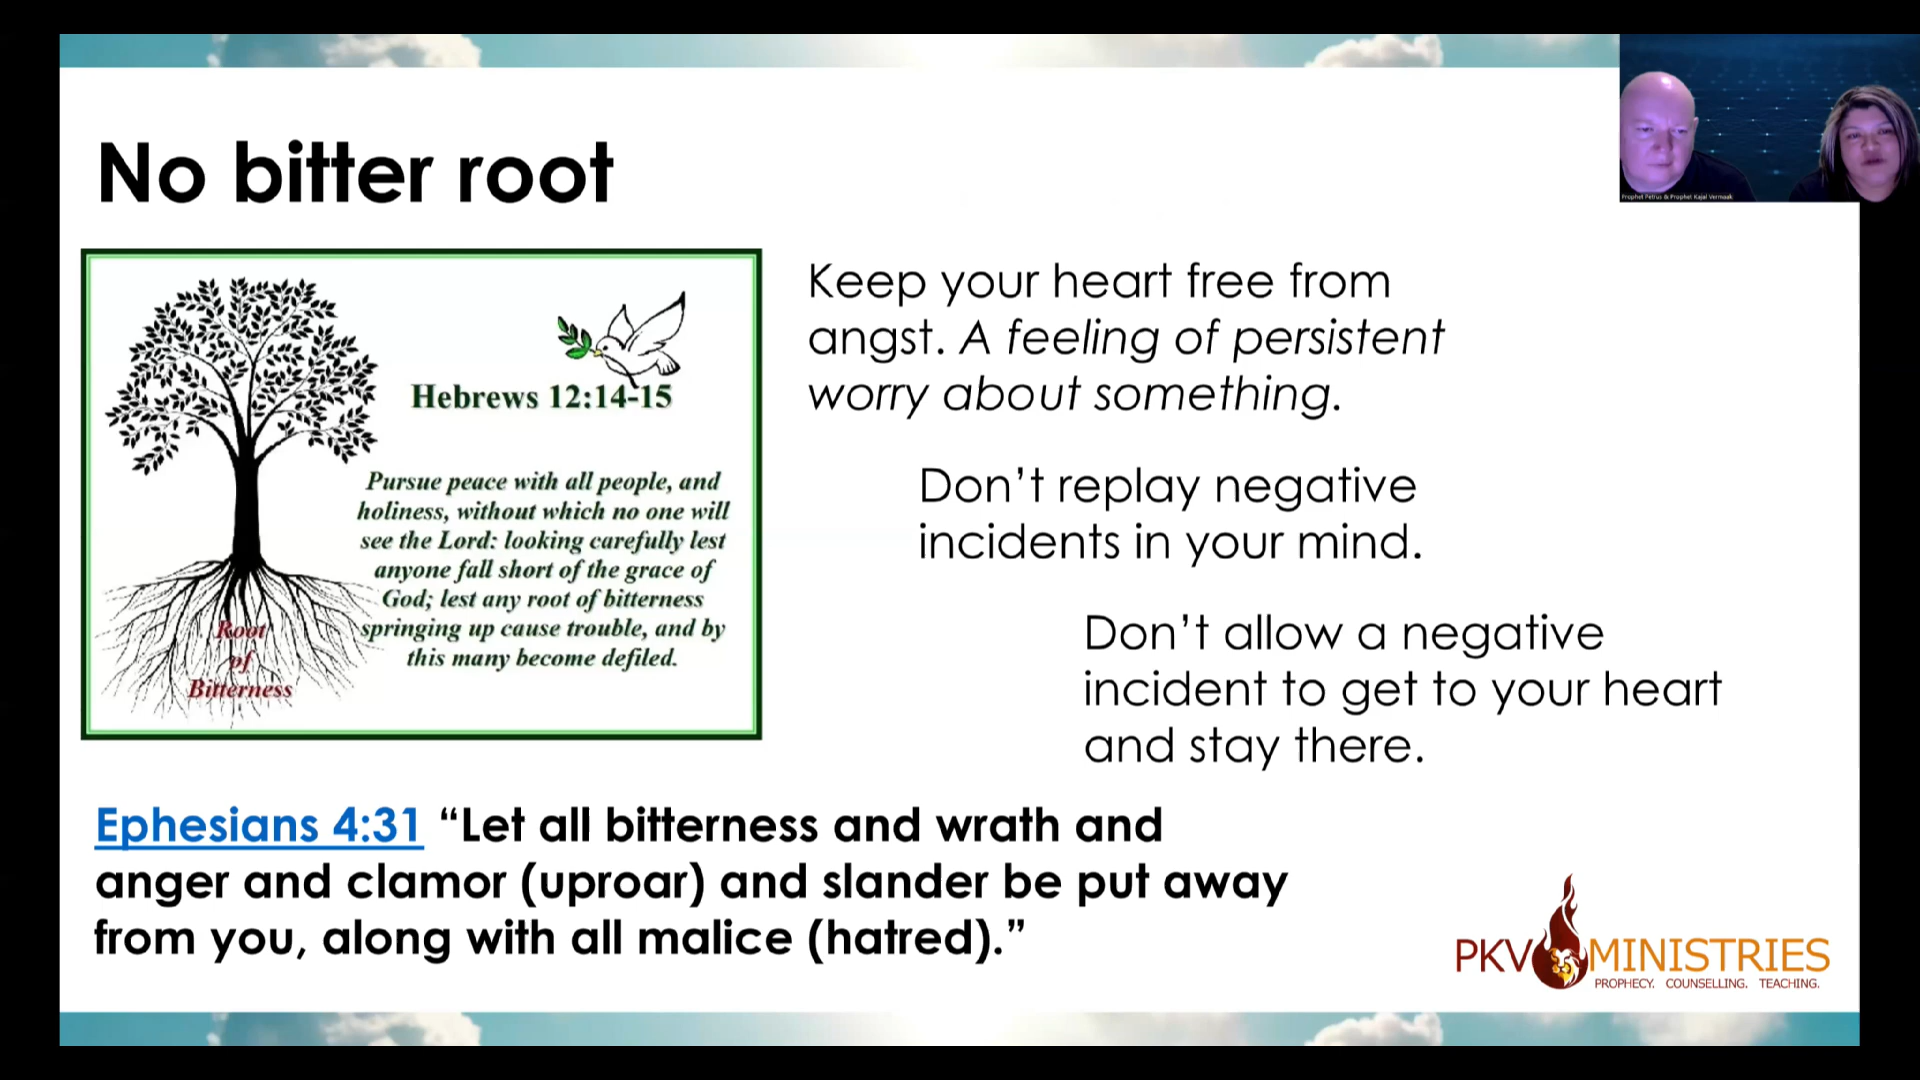 No bitter root
Hebrews 12:14-15
Pursue peace with all people, and
holiness, without which no one will
see the Lord: looking carefully lest
anyone fall short of the grace of
God; lest any root of bitterness
springing up cause trouble, and by
this many become defiled.
Root
of
Bitterness
Keep your heart free from
angst. A feeling of persistent
worry about something.
Don’t replay negative
incidents in your mind.
Don’t allow a negative
incident to get to your heart
and stay there.
Ephesians 4:31 “Let all bitterness and wrath and
anger and clamor (uproar) and slander be put away
from you, along with all malice (hatred).”
PKV MINISTRIES
PROPHECY. COUNSELLING. TEACHING.
Prophet Petrus & Prophet Kajal Vermaak